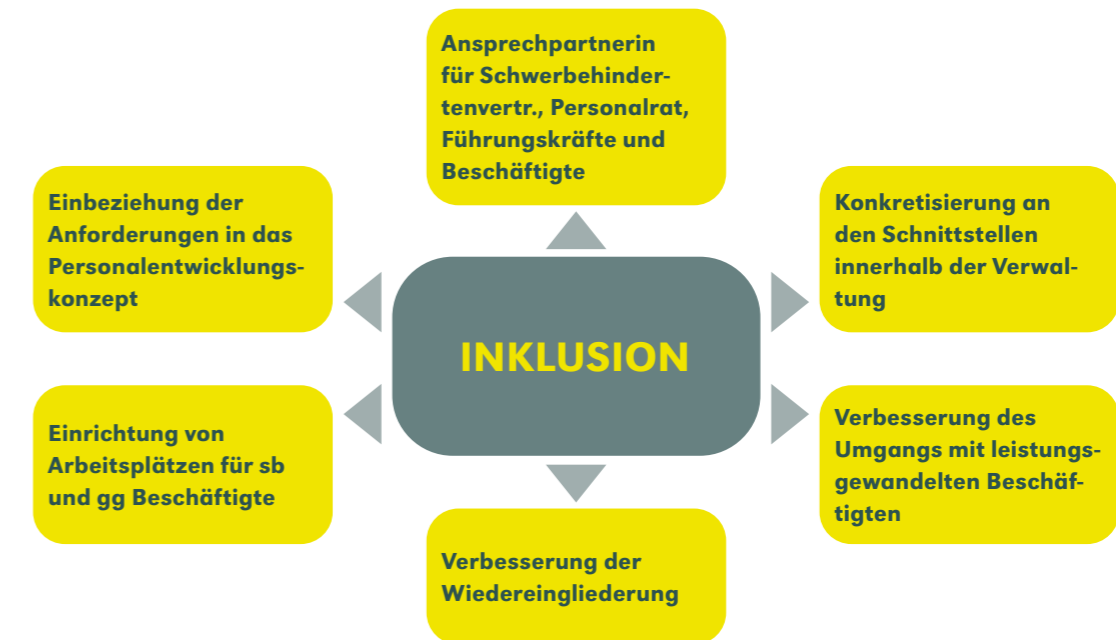 Ansprechpartnerin
für Schwerbehinder-
tenvertr., Personalrat,
Führungskräfte und
Beschäftigte
Einbeziehung der
Anforderungen in das
Personalentwicklungs-
konzept
Konkretisierung an
den Schnittstellen
innerhalb der Verwal-
tung
INKLUSION
Einrichtung von
Arbeitsplätzen für sb
und gg Beschäftigte
Verbesserung des
Umgangs mit leistungs-
gewandelten Beschäf-
tigten
Verbesserung der
Wiedereingliederung